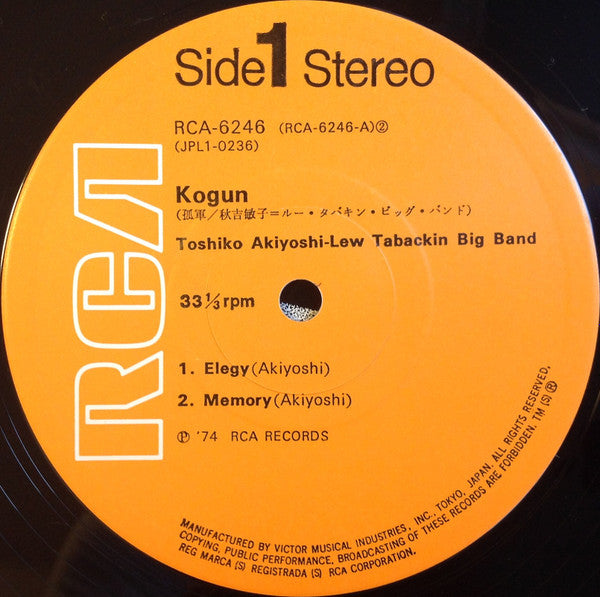 Side 1 Stereo
RCA-6246 (RCA-6246-A)②
(JPL1-0236)
RCA
Kogun
(孤軍／秋吉敏子＝ルー・タバキン・ビッグ・バンド)
Toshiko Akiyoshi-Lew Tabackin Big Band
33⅓rpm
1. Elegy(Akiyoshi)
2. Memory(Akiyoshi)
℗ '74 RCA RECORDS
MANUFACTURED BY VICTOR MUSICAL INDUSTRIES, INC., TOKYO, JAPAN. ALL RIGHTS RESERVED.
COPYING, PUBLIC PERFORMANCE, BROADCASTING OF THESE RECORDS ARE FORBIDDEN. TM (S) ®
REG MARCA (S) REGISTRADA (S) RCA CORPORATION.